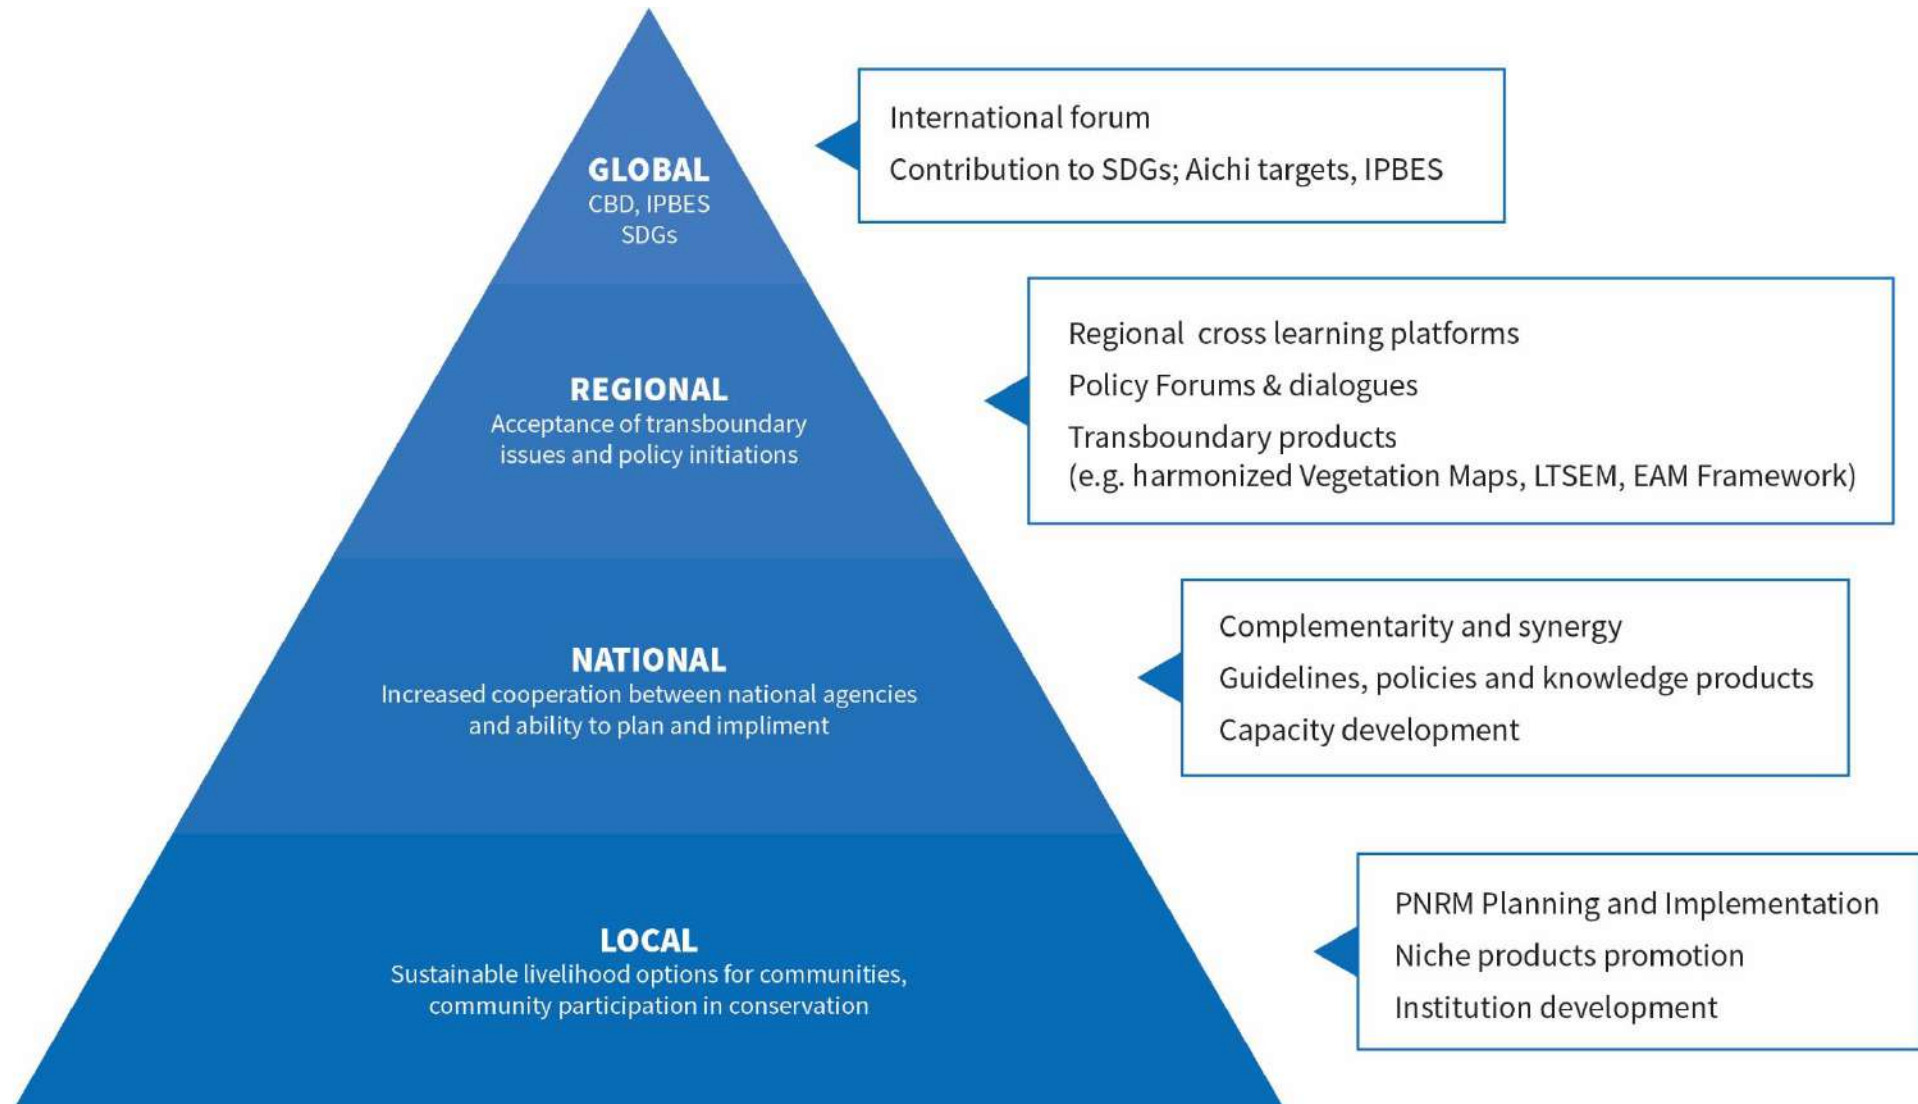 GLOBAL
CBD, IPBES
SDGs
International forum
Contribution to SDGs; Aichi targets, IPBES
REGIONAL
Acceptance of transboundary
issues and policy initiations
Regional cross learning platforms
Policy Forums & dialogues
Transboundary products
(e.g. harmonized Vegetation Maps, LTSEM, EAM Framework)
NATIONAL
Increased cooperation between national agencies
and ability to plan and impliment
Complementarity and synergy
Guidelines, policies and knowledge products
Capacity development
LOCAL
Sustainable livelihood options for communities,
community participation in conservation
PNRM Planning and Implementation
Niche products promotion
Institution development